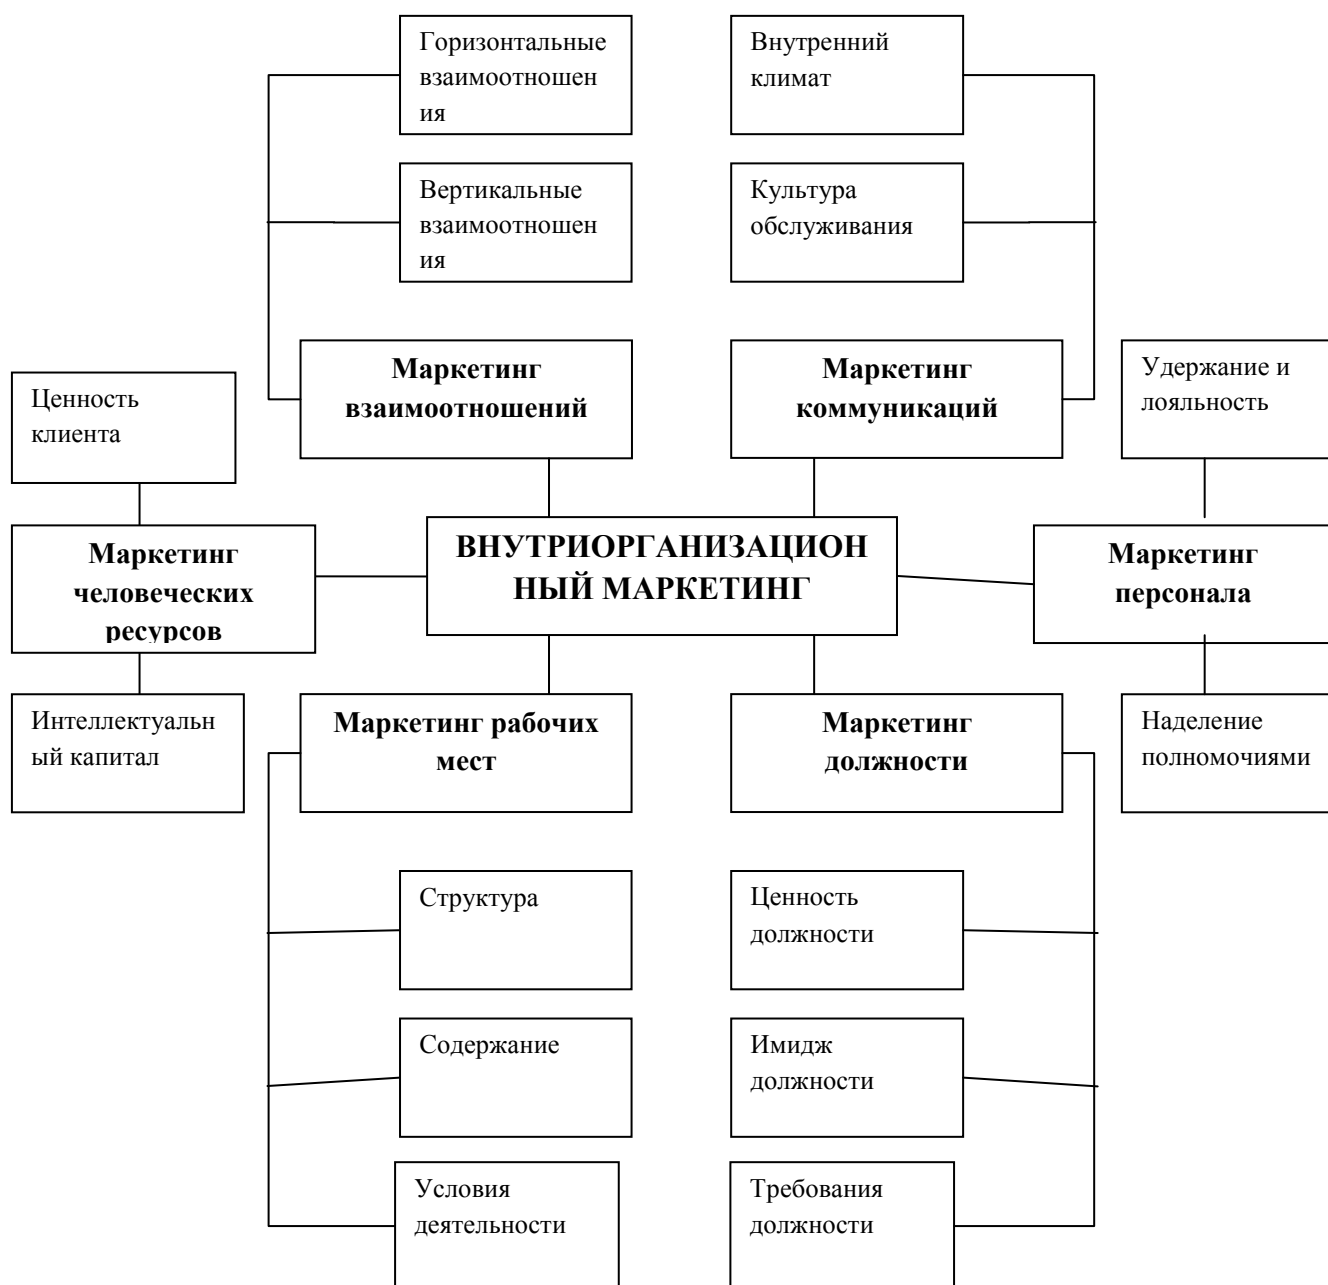 Горизонтальные
взаимоотношен
ия
Внутренний
климат
Вертикальные
взаимоотношен
ия
Культура
обслуживания
Маркетинг
взаимоотношений
Маркетинг
коммуникаций
Удержание и
лояльность
Ценность
клиента
Маркетинг
человеческих
ресурсов
ВНУТРИОРГАНИЗАЦИОН
НЫЙ МАРКЕТИНГ
Маркетинг
персонала
Интеллектуальн
ый капитал
Маркетинг рабочих
мест
Маркетинг
должности
Наделение
полномочиями
Структура
Ценность
должности
Содержание
Имидж
должности
Условия
деятельности
Требования
должности